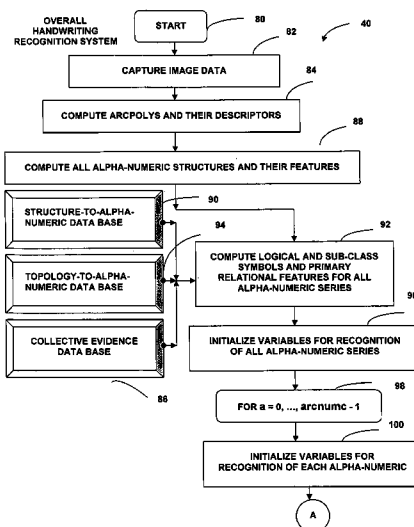 OVERALL
HANDWRITING
RECOGNITION SYSTEM
START
80
82
40
CAPTURE IMAGE DATA
84
COMPUTE ARCPOLYS AND THEIR DESCRIPTORS
88
COMPUTE ALL ALPHA-NUMERIC STRUCTURES AND THEIR FEATURES
90
STRUCTURE-TO-ALPHA-
NUMERIC DATA BASE
94
92
TOPOLOGY-TO-ALPHA-
NUMERIC DATA BASE
COMPUTE LOGICAL AND SUB-CLASS
SYMBOLS AND PRIMARY
RELATIONAL FEATURES FOR ALL
ALPHA-NUMERIC SERIES
COLLECTIVE EVIDENCE
DATA BASE
86
INITIALIZE VARIABLES FOR RECOGNITION
OF ALL ALPHA-NUMERIC SERIES
98
FOR a = 0, ..., arcnumc - 1
100
INITIALIZE VARIABLES FOR
RECOGNITION OF EACH ALPHA-NUMERIC
A